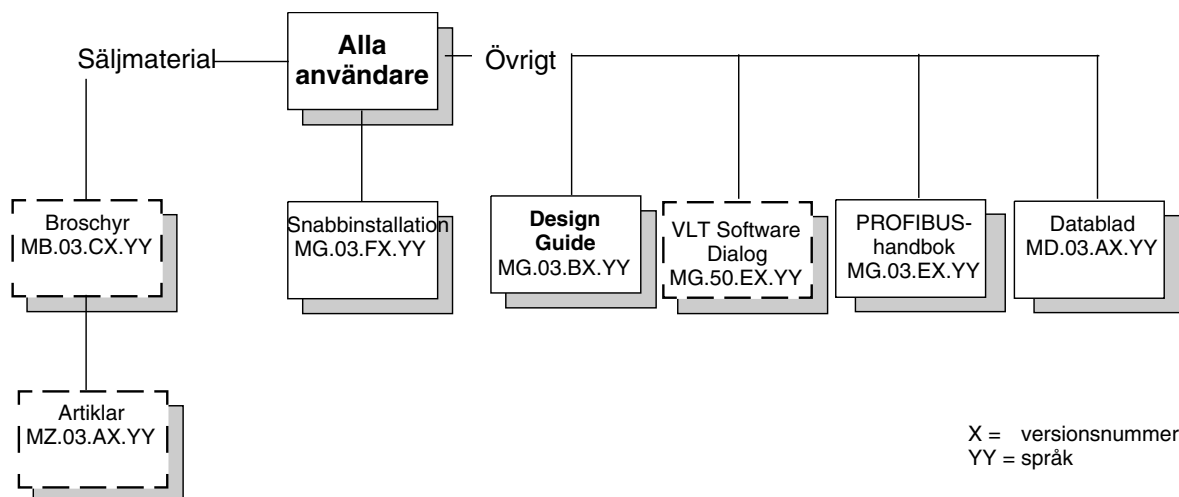 Säljmaterial
Alla
användare
Övrigt
Broschyr
MB.03.CX.YY
Snabbinstallation
MG.03.FX.YY
Design
Guide
MG.03.BX.YY
VLT Software
Dialog
MG.50.EX.YY
PROFIBUS-
handbok
MG.03.EX.YY
Datablad
MD.03.AX.YY
Artiklar
MZ.03.AX.YY
X = versionsnummer
YY = språk